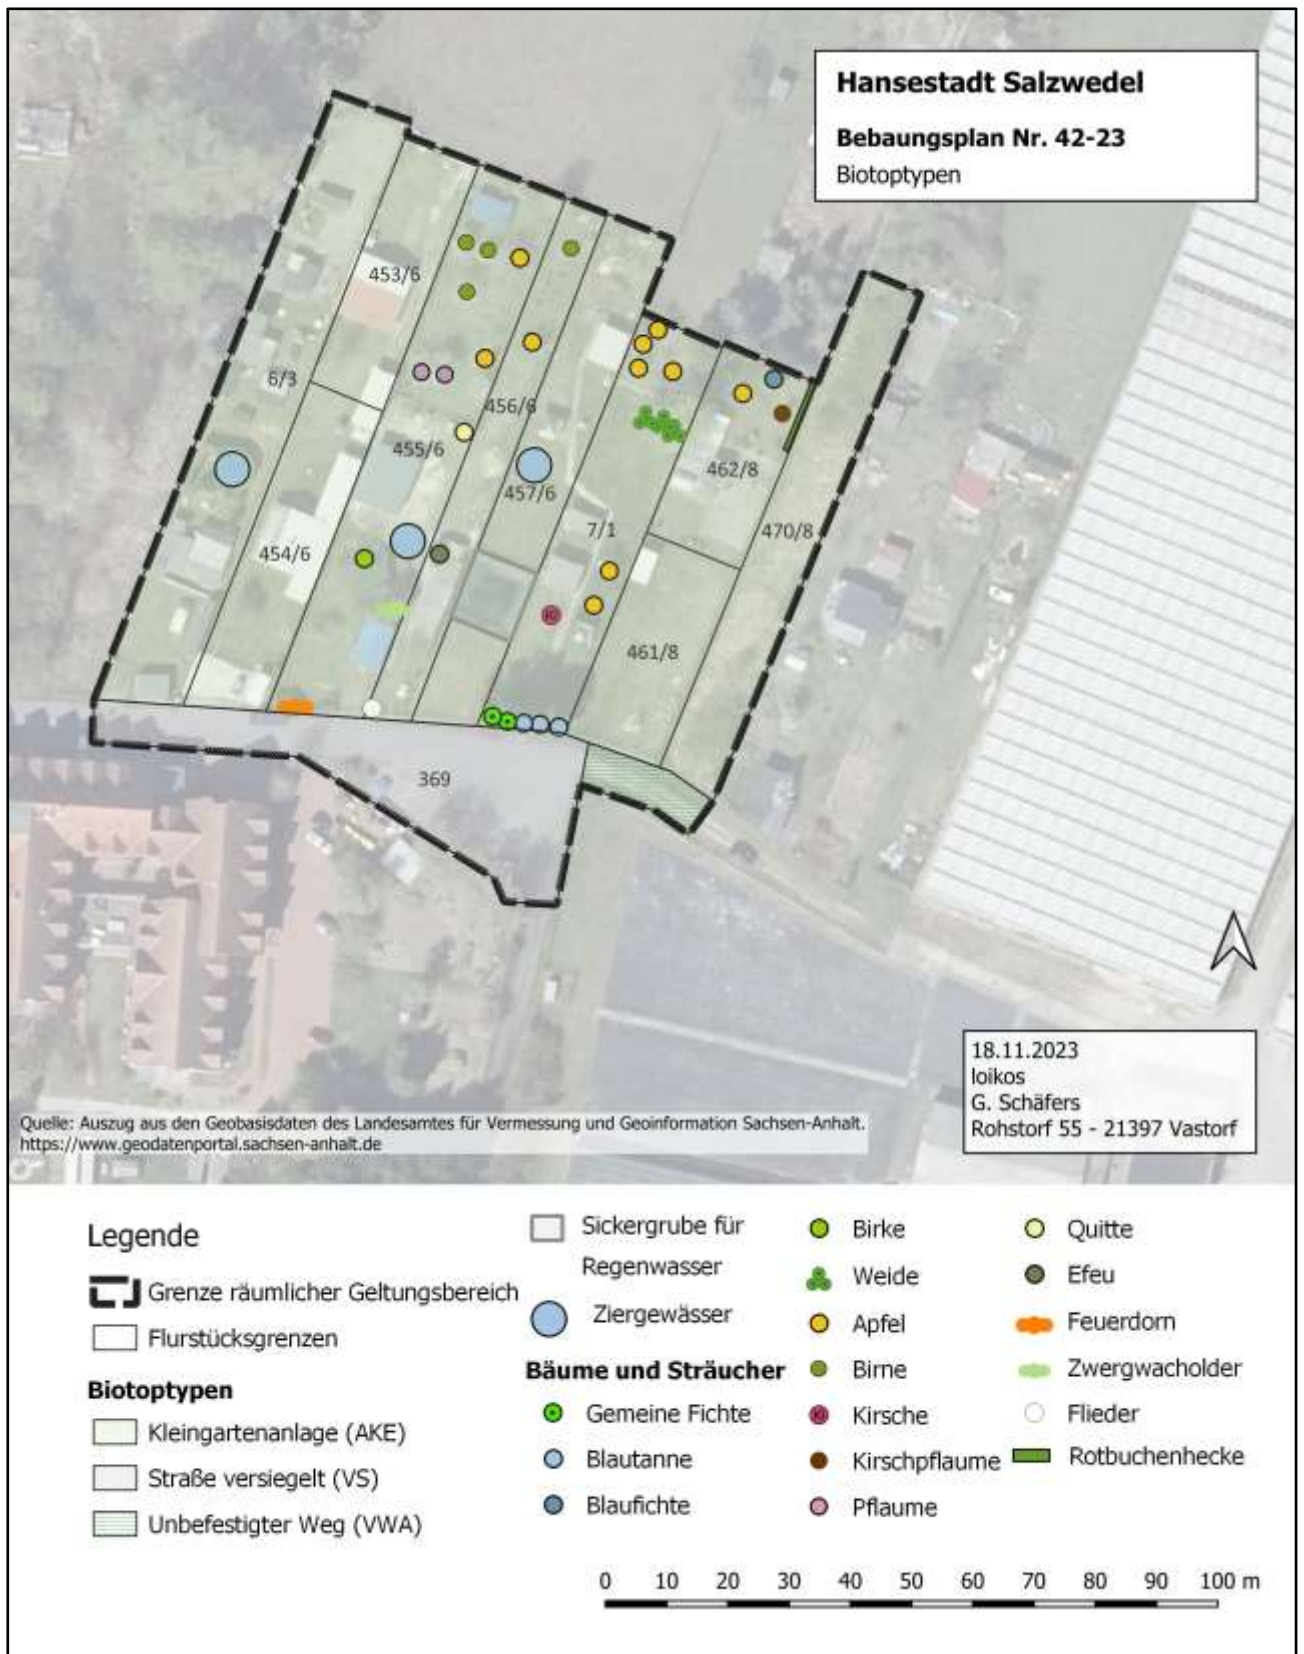 Hansestadt Salzwedel
Bebaungsplan Nr. 42-23
Biotoptypen
453/6
6/3
456/6
455/6
462/8
457/6
7/1
470/8
454/6
KI
461/8
369
18.11.2023
loikos
G. Schäfers
Rohstorf 55 - 21397 Vastorf
Quelle: Auszug aus den Geobasisdaten des Landesamtes für Vermessung und Geoinformation Sachsen-Anhalt.
https://www.geodatenportal.sachsen-anhalt.de
Legende
Grenze räumlicher Geltungsbereich
Flurstücksgrenzen
Biotoptypen
Kleingartenanlage (AKE)
Straße versiegelt (VS)
Unbefestigter Weg (VWA)
Sickergrube für
Regenwasser
Ziergewässer
Bäume und Sträucher
Gemeine Fichte
Blautanne
Blaufichte
Birke
Weide
Apfel
Birne
KI Kirsche
Kirschpflaume
Pflaume
Quitte
Efeu
Feuerdorn
Zwergwacholder
Flieder
Rotbuchenhecke
0 10 20 30 40 50 60 70 80 90 100 m